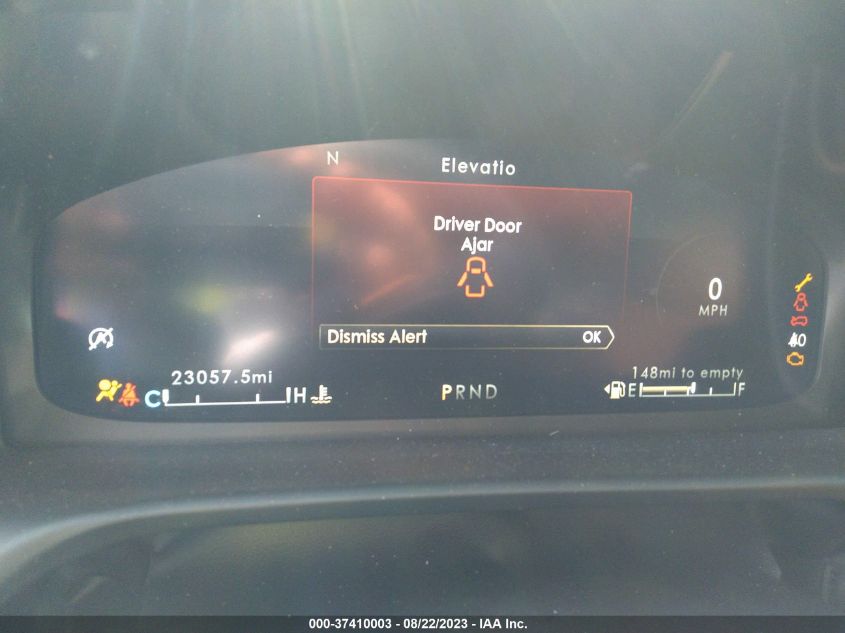 N
Elevatio
Driver Door
Ajar
0
MPH
Dismiss Alert
OK
23057.5mi
148mi to empty
C H
PRND
E F
000-37410003 - 08/22/2023 - IAA Inc.